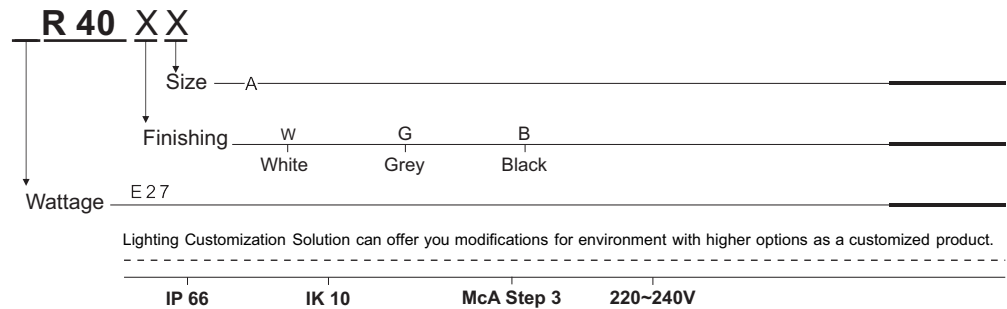 R 40 X X
Size A
W G B
Finishing
White Grey Black
E27
Wattage
Lighting Customization Solution can offer you modifications for environment with higher options as a customized product.
IP 66 IK 10 McA Step 3 220~240V